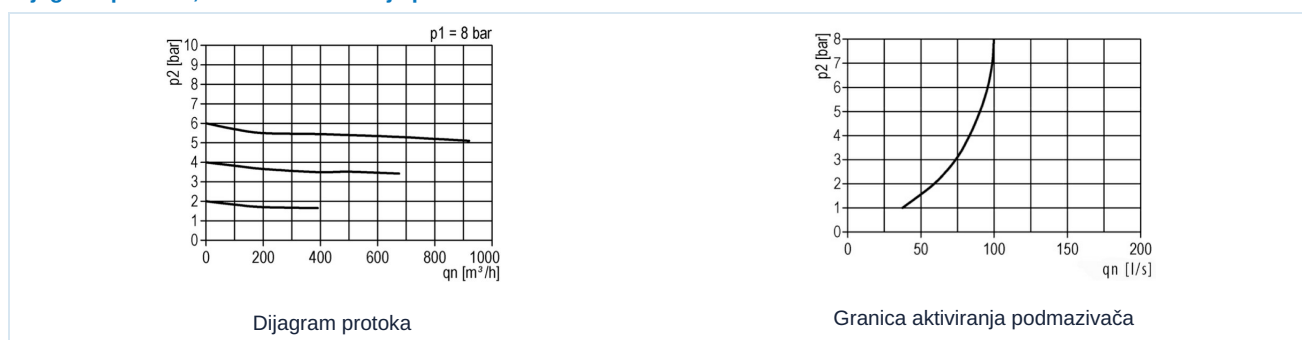 p1 = 8 bar
p2 [bar]
10
9
8
7
6
5
4
3
2
1
0
0 200 400 600 800 1000
qn [m³/h]
Dijagram protoka
p2 [bar]
8
7
6
5
4
3
2
1
0
0 50 100 150 200
qn [l/s]
Granica aktiviranja podmazivača